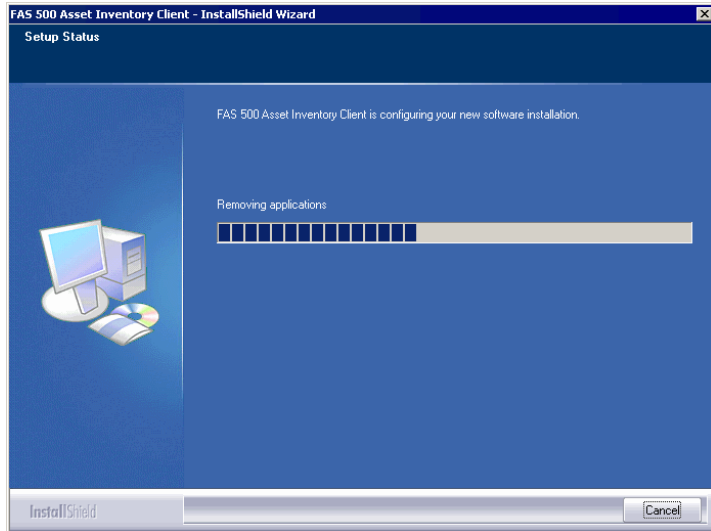 FAS 500 Asset Inventory Client - InstallShield Wizard
Setup Status
FAS 500 Asset Inventory Client is configuring your new software installation.
Removing applications
InstallShield
Cancel